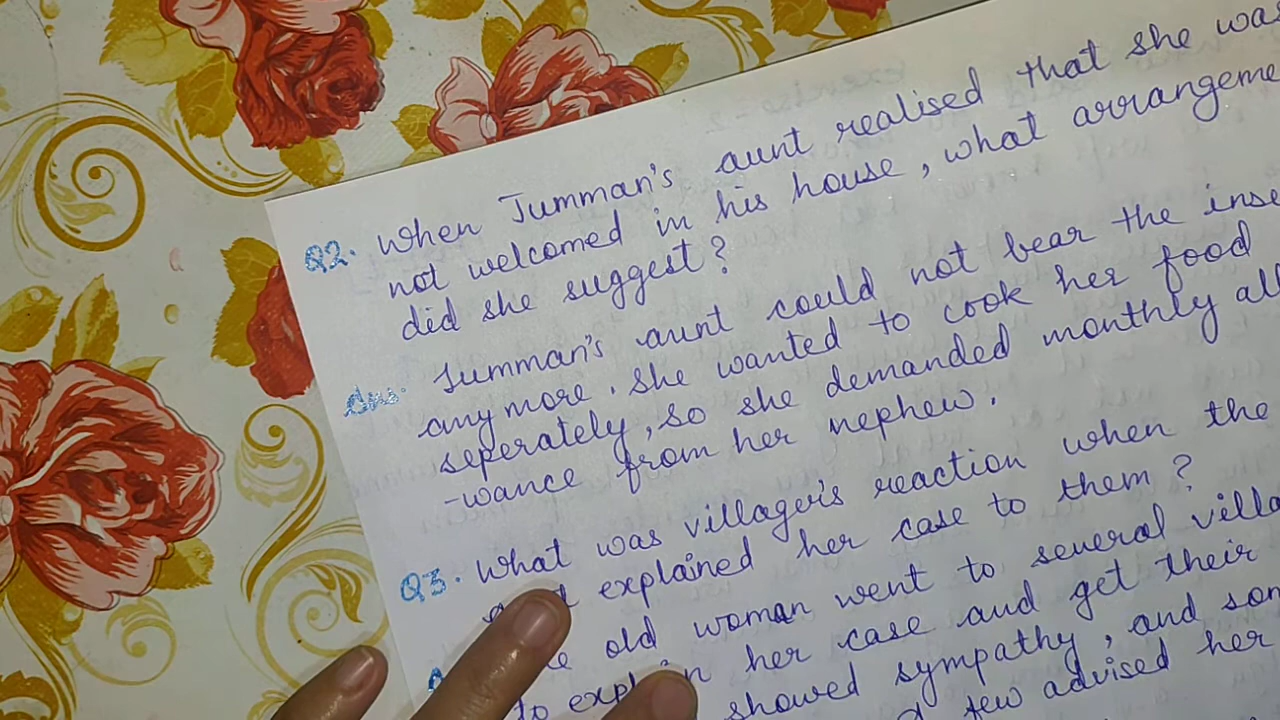 Q2. When Jumman's aunt realised that she was
not welcomed in his house, what arrangeme
did she suggest?
Ans. Jumman's aunt could not bear the inse
anymore. She wanted to cook her food
seperately, so she demanded monthly all
-wance from her nephew.
Q3. What was villager's reaction when the
explained her case to them?
old woman went to several villa
to her case and get their
showed sympathy, and som
few advised her